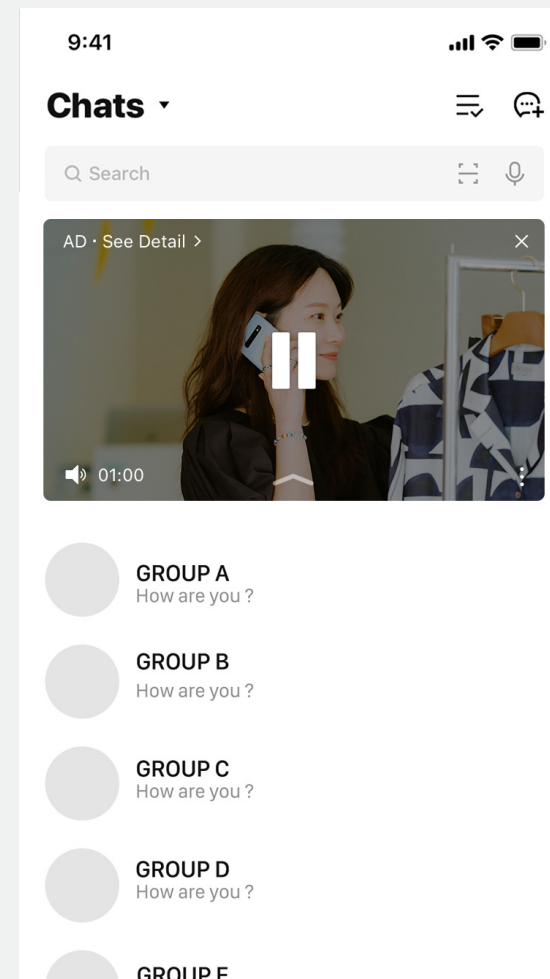 9:41
Chats
Search
AD · See Detail >
01:00
GROUP A
How are you ?
GROUP B
How are you ?
GROUP C
How are you ?
GROUP D
How are you ?
GROUP E